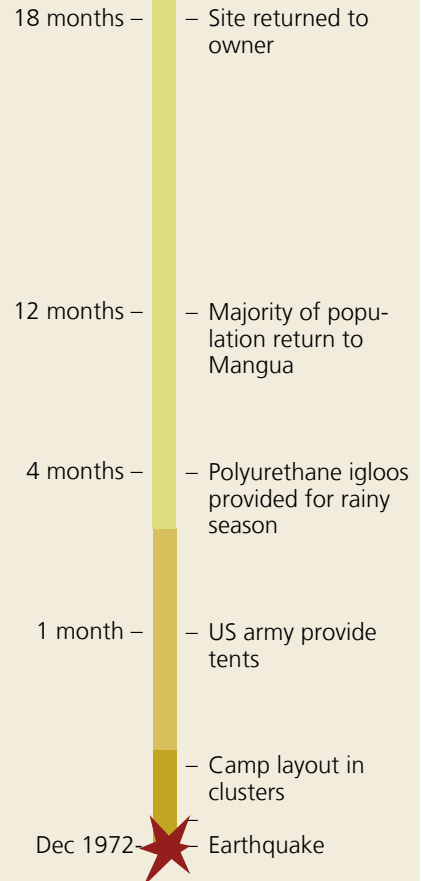 18 months – – Site returned to
owner
12 months – – Majority of popu-
lation return to
Mangua
4 months – – Polyurethane igloos
provided for rainy
season
1 month – – US army provide
tents
– Camp layout in
clusters
–
Dec 1972- – Earthquake